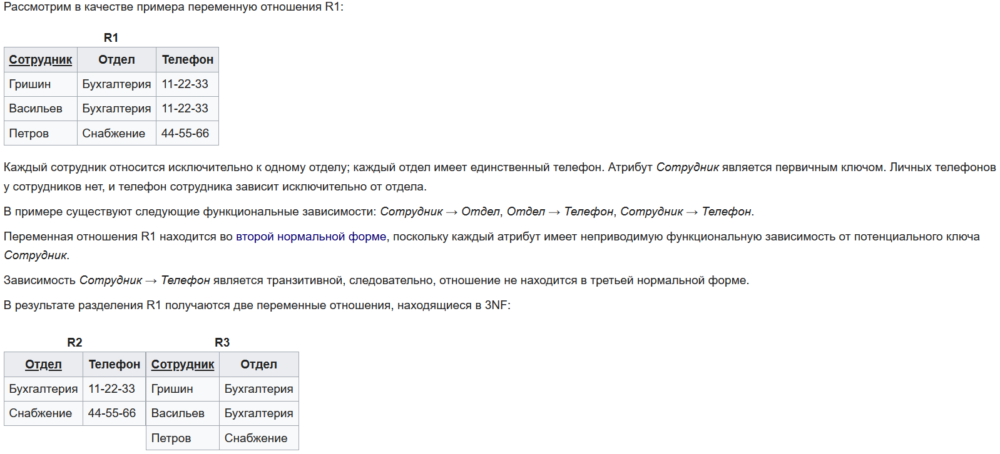 Рассмотрим в качестве примера переменную отношения R1:
R1
Сотрудник Отдел Телефон
Гришин Бухгалтерия 11-22-33
Васильев Бухгалтерия 11-22-33
Петров Снабжение 44-55-66
Каждый сотрудник относится исключительно к одному отделу; каждый отдел имеет единственный телефон. Атрибут Сотрудник является первичным ключом. Личных телефонов
у сотрудников нет, и телефон сотрудника зависит исключительно от отдела.
В примере существуют следующие функциональные зависимости: Сотрудник → Отдел, Отдел → Телефон, Сотрудник → Телефон.
Переменная отношения R1 находится во второй нормальной форме, поскольку каждый атрибут имеет неприводимую функциональную зависимость от потенциального ключа
Сотрудник.
Зависимость Сотрудник → Телефон является транзитивной, следовательно, отношение не находится в третьей нормальной форме.
В результате разделения R1 получаются две переменные отношения, находящиеся в 3NF:
R2
Отдел Телефон
Бухгалтерия 11-22-33
Снабжение 44-55-66
R3
Сотрудник Отдел
Гришин Бухгалтерия
Васильев Бухгалтерия
Петров Снабжение